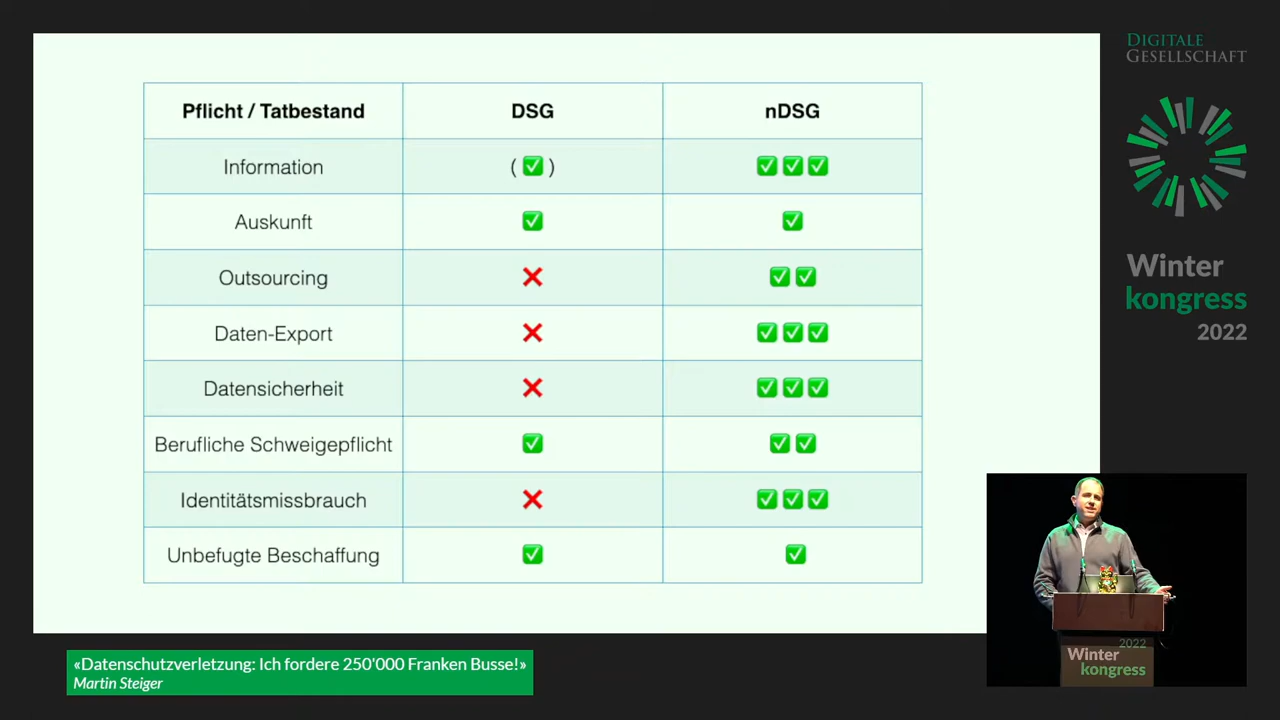 DIGITALE
GESELLSCHAFT
Pflicht / Tatbestand DSG nDSG
Information (✅) ✅✅✅
Auskunft ✅ ✅
Outsourcing ❌ ✅✅
Daten-Export ❌ ✅✅✅
Datensicherheit ❌ ✅✅✅
Berufliche Schweigepflicht ✅ ✅✅
Identitätsmissbrauch ❌ ✅✅✅
Unbefugte Beschaffung ✅ ✅
Winter
kongress
2022
2022
Winter
kongress
«Datenschutzverletzung: Ich fordere 250'000 Franken Busse!»
Martin Steiger